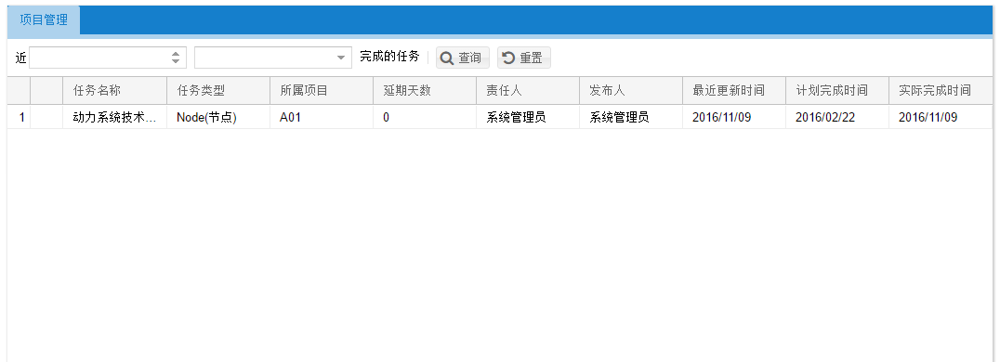 项目管理
近 完成的任务 查询 重置
任务名称 任务类型 所属项目 延期天数 责任人 发布人 最近更新时间 计划完成时间 实际完成时间
1 动力系统技术... Node(节点) A01 0 系统管理员 系统管理员 2016/11/09 2016/02/22 2016/11/09